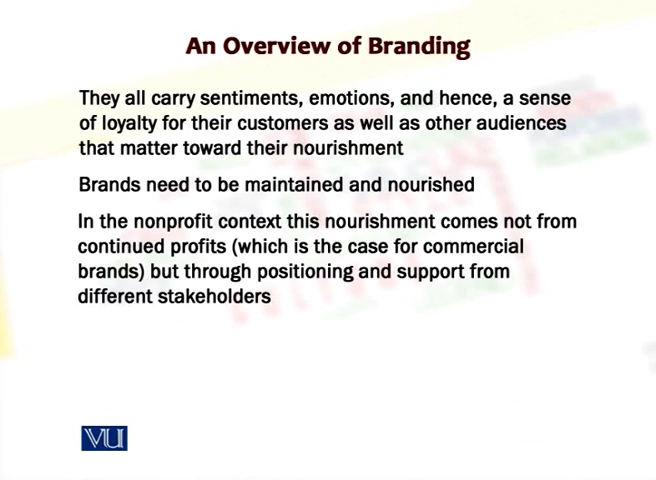 An Overview of Branding
They all carry sentiments, emotions, and hence, a sense
of loyalty for their customers as well as other audiences
that matter toward their nourishment
Brands need to be maintained and nourished
In the nonprofit context this nourishment comes not from
continued profits (which is the case for commercial
brands) but through positioning and support from
different stakeholders
VU